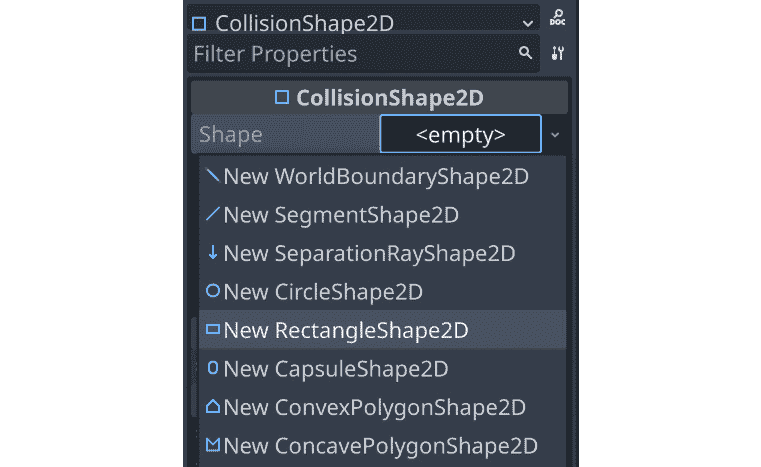 CollisionShape2D
DOC
Filter Properties
CollisionShape2D
Shape <empty>
New WorldBoundaryShape2D
New SegmentShape2D
New SeparationRayShape2D
New CircleShape2D
New RectangleShape2D
New CapsuleShape2D
New ConvexPolygonShape2D
New ConcavePolygonShape2D